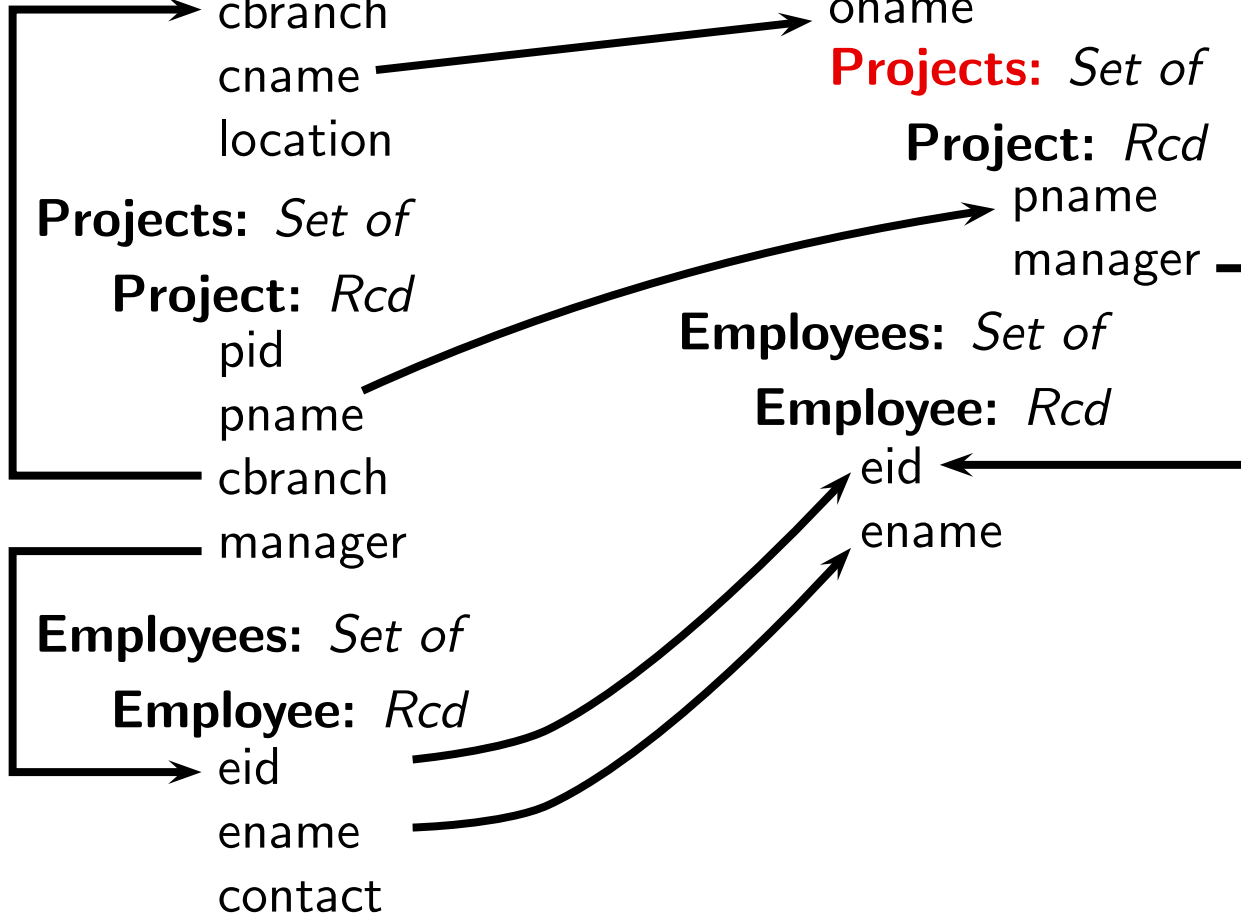 cbranch
cname
location
Projects: Set of
Project: Rcd
pid
pname
cbranch
manager
Employees: Set of
Employee: Rcd
eid
ename
contact
oname
Projects: Set of
Project: Rcd
pname
manager
Employees: Set of
Employee: Rcd
eid
ename